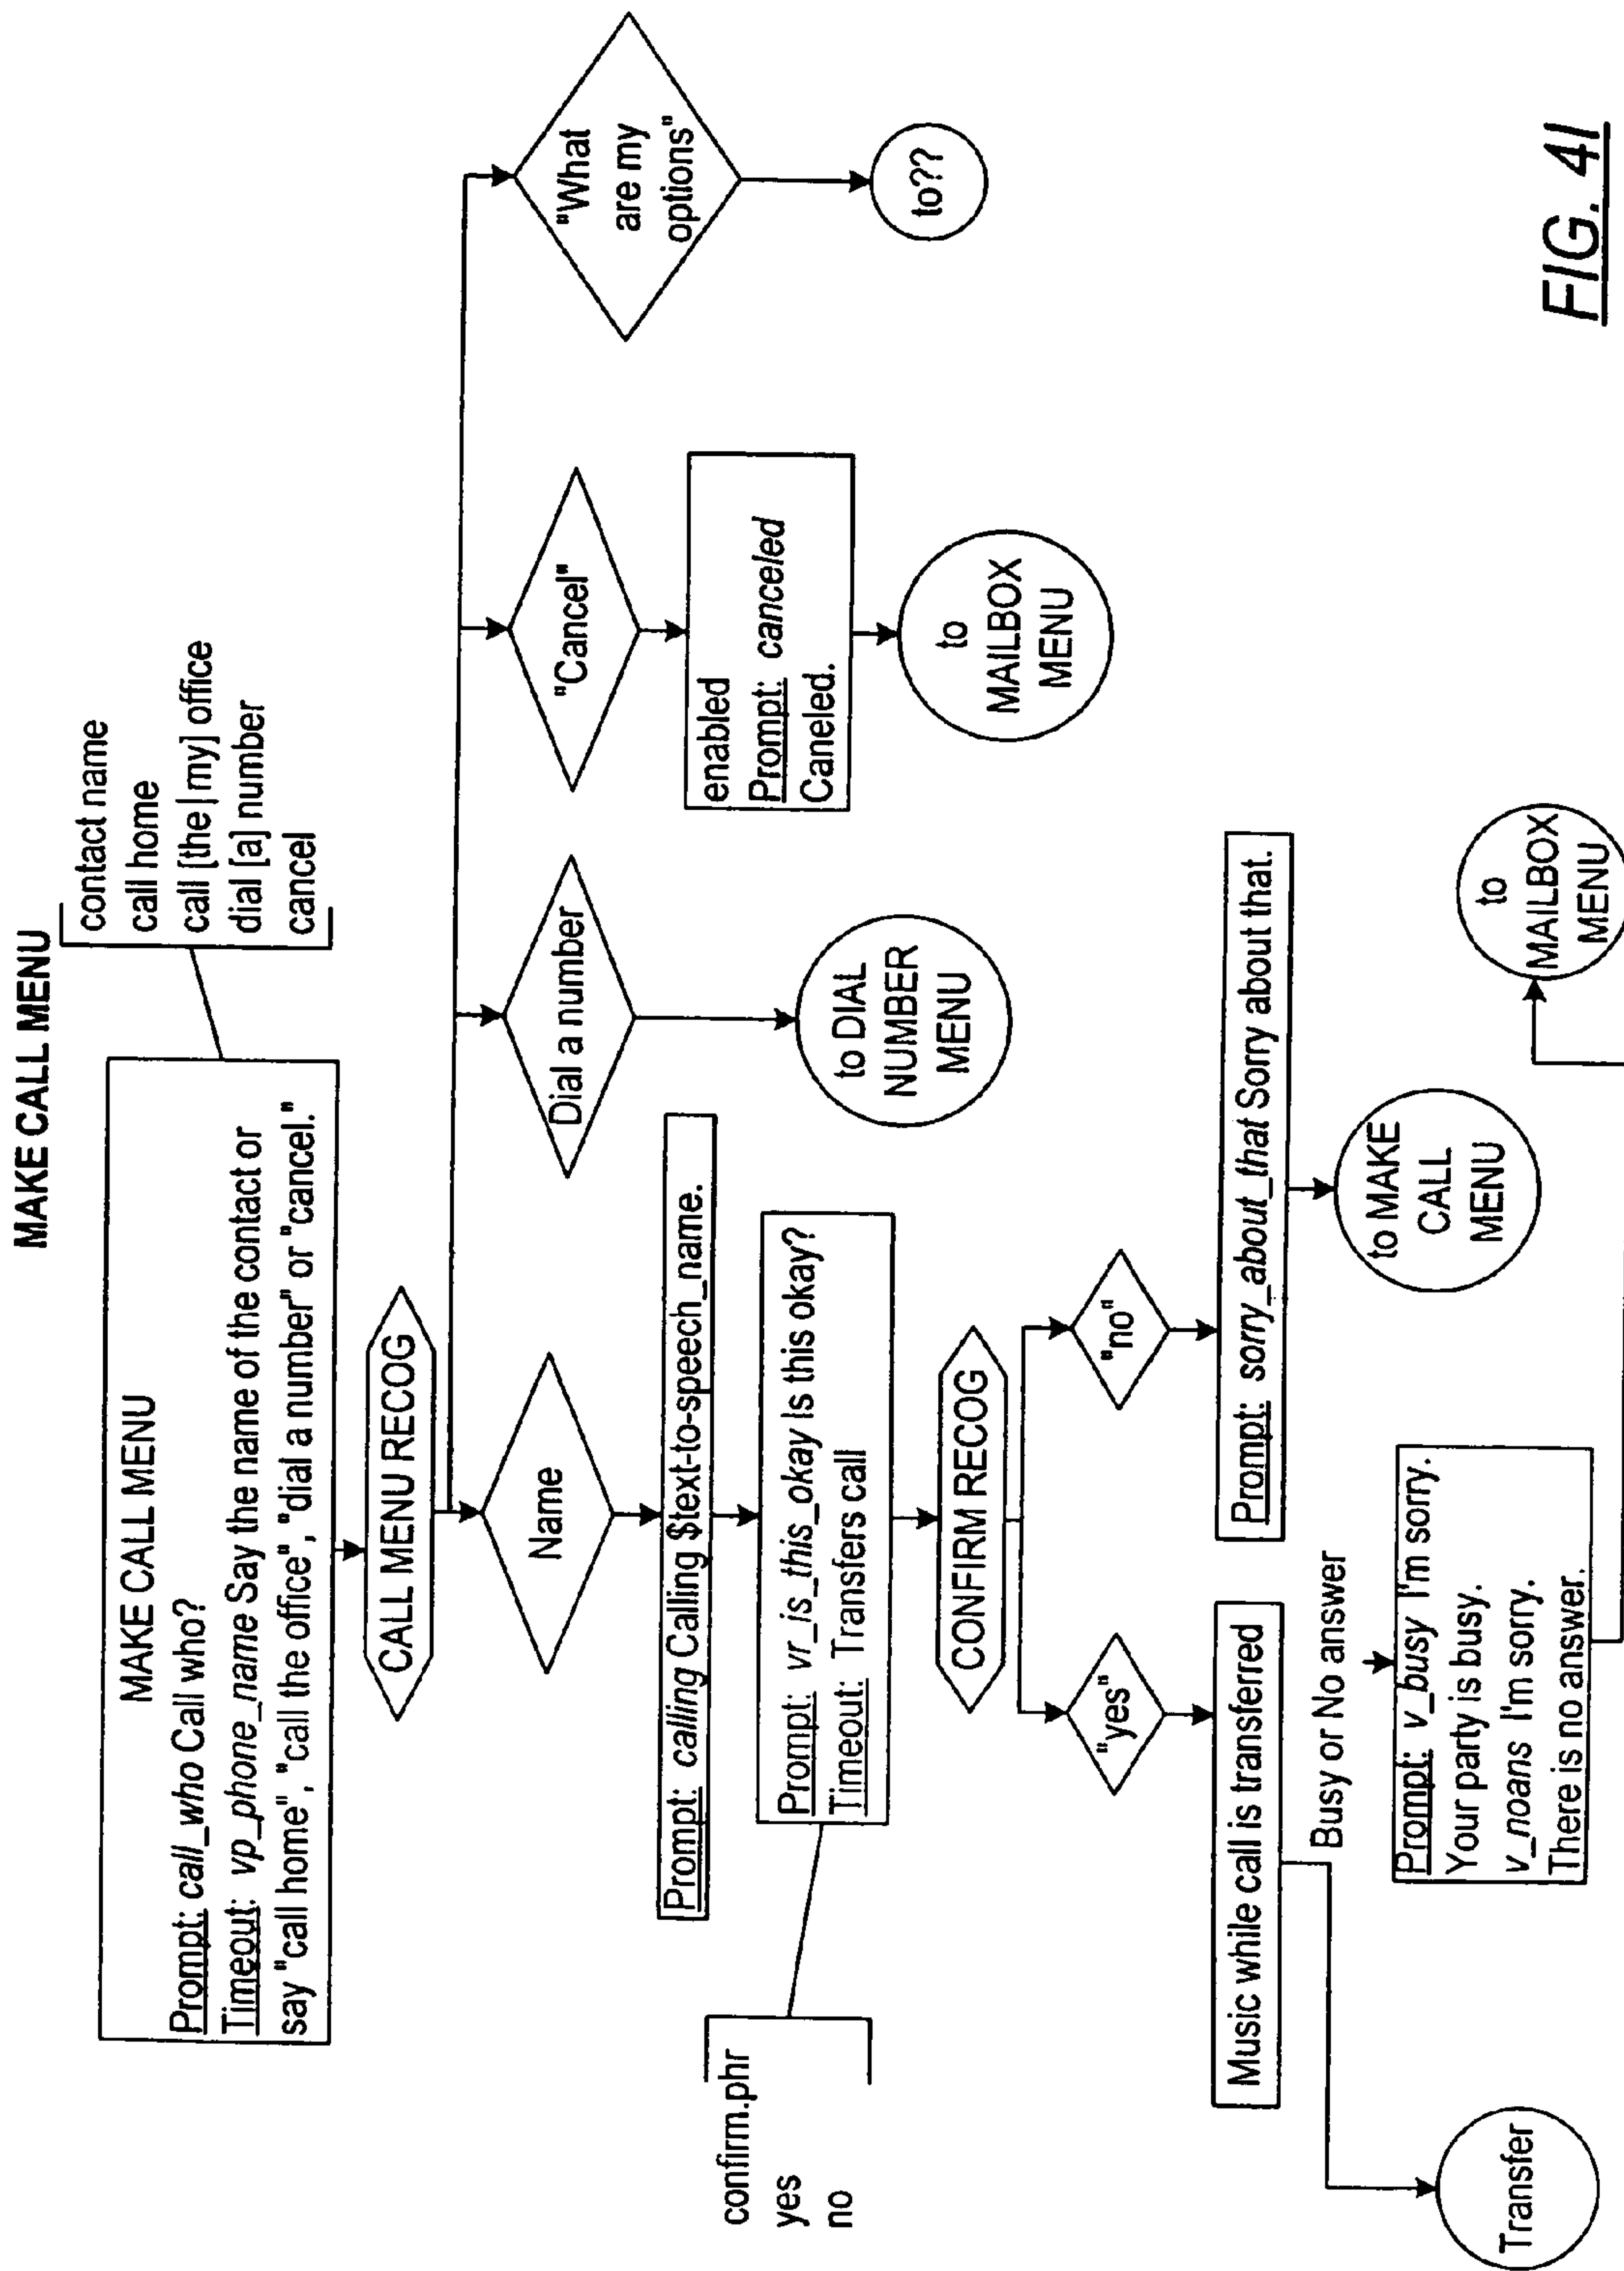 MAKE CALL MENU
MAKE CALL MENU
Prompt: call_who Call who?
Timeout: vp_phone_name Say the name of the contact or
say "call home", "call the office", "dial a number" or "cancel."
contact name
call home
call [the|my] office
dial [a] number
cancel
CALL MENU RECOG
Name
Dial a number
"Cancel"
"What
are my
options"
Prompt: calling Calling $text-to-speech_name.
to DIAL
NUMBER
MENU
enabled
Prompt: canceled
Caneled.
to??
to
MAILBOX
MENU
confirm.phr
yes
no
Prompt: vr_is_this_okay Is this okay?
Timeout: Transfers call
CONFIRM RECOG
"yes"
"no"
Music while call is transferred
Prompt: sorry_about_that Sorry about that.
Busy or No answer
to MAKE
CALL
MENU
Transfer
Prompt: v_busy I'm sorry.
Your party is busy.
v_noans I'm sorry.
There is no answer.
to
MAILBOX
MENU
FIG. 4I